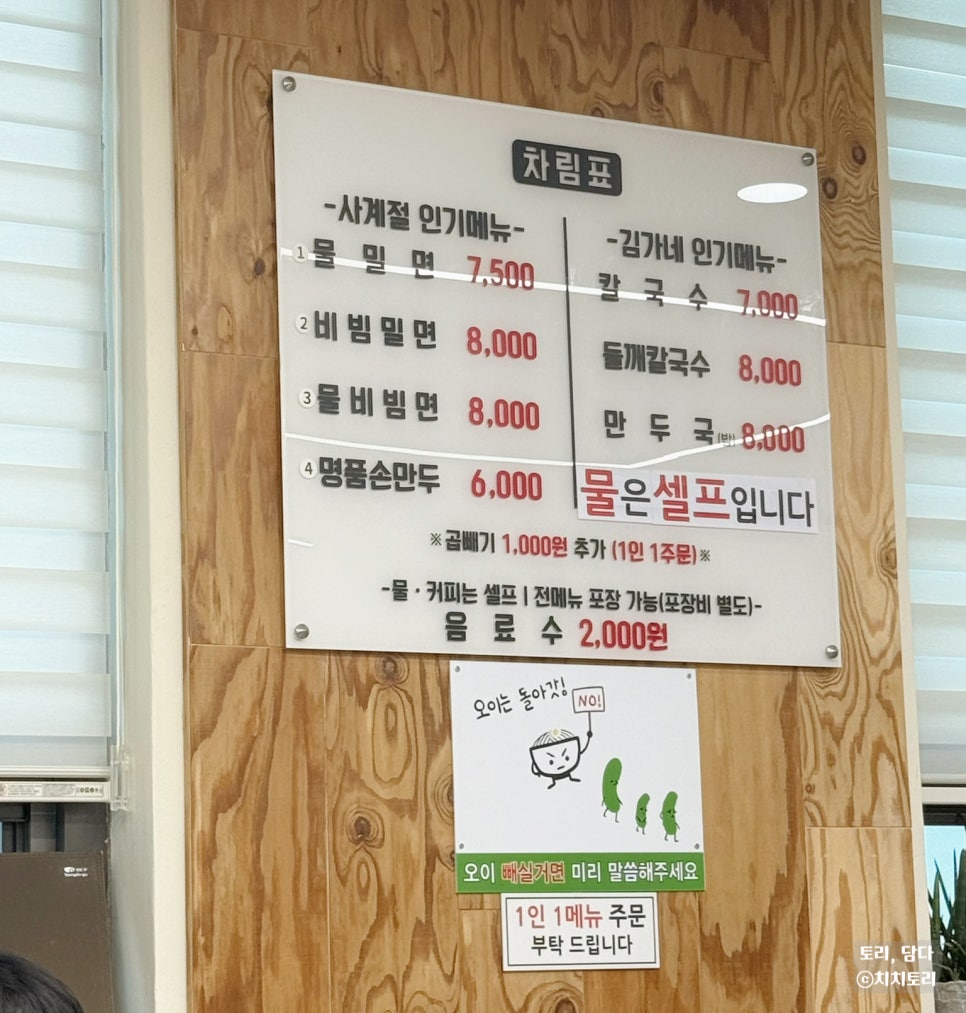 차림표
-사계절 인기메뉴-
① 물 밀 면 7,500
② 비빔밀면 8,000
③ 물비빔면 8,000
④ 명품손만두 6,000
-김가네 인기메뉴-
칼 국 수 7,000
들깨칼국수 8,000
만 두 국(밥) 8,000
물은 셀프입니다
※곱빼기 1,000원 추가 (1인 1주문)※
-물 · 커피는 셀프 | 전메뉴 포장 가능(포장비 별도)-
음 료 수 2,000원
오이는 돌아갓!
NO!
오이 빼실거면 미리 말씀해주세요
1인 1메뉴 주문
부탁 드립니다
토리, 담다
ⓒ치치토리